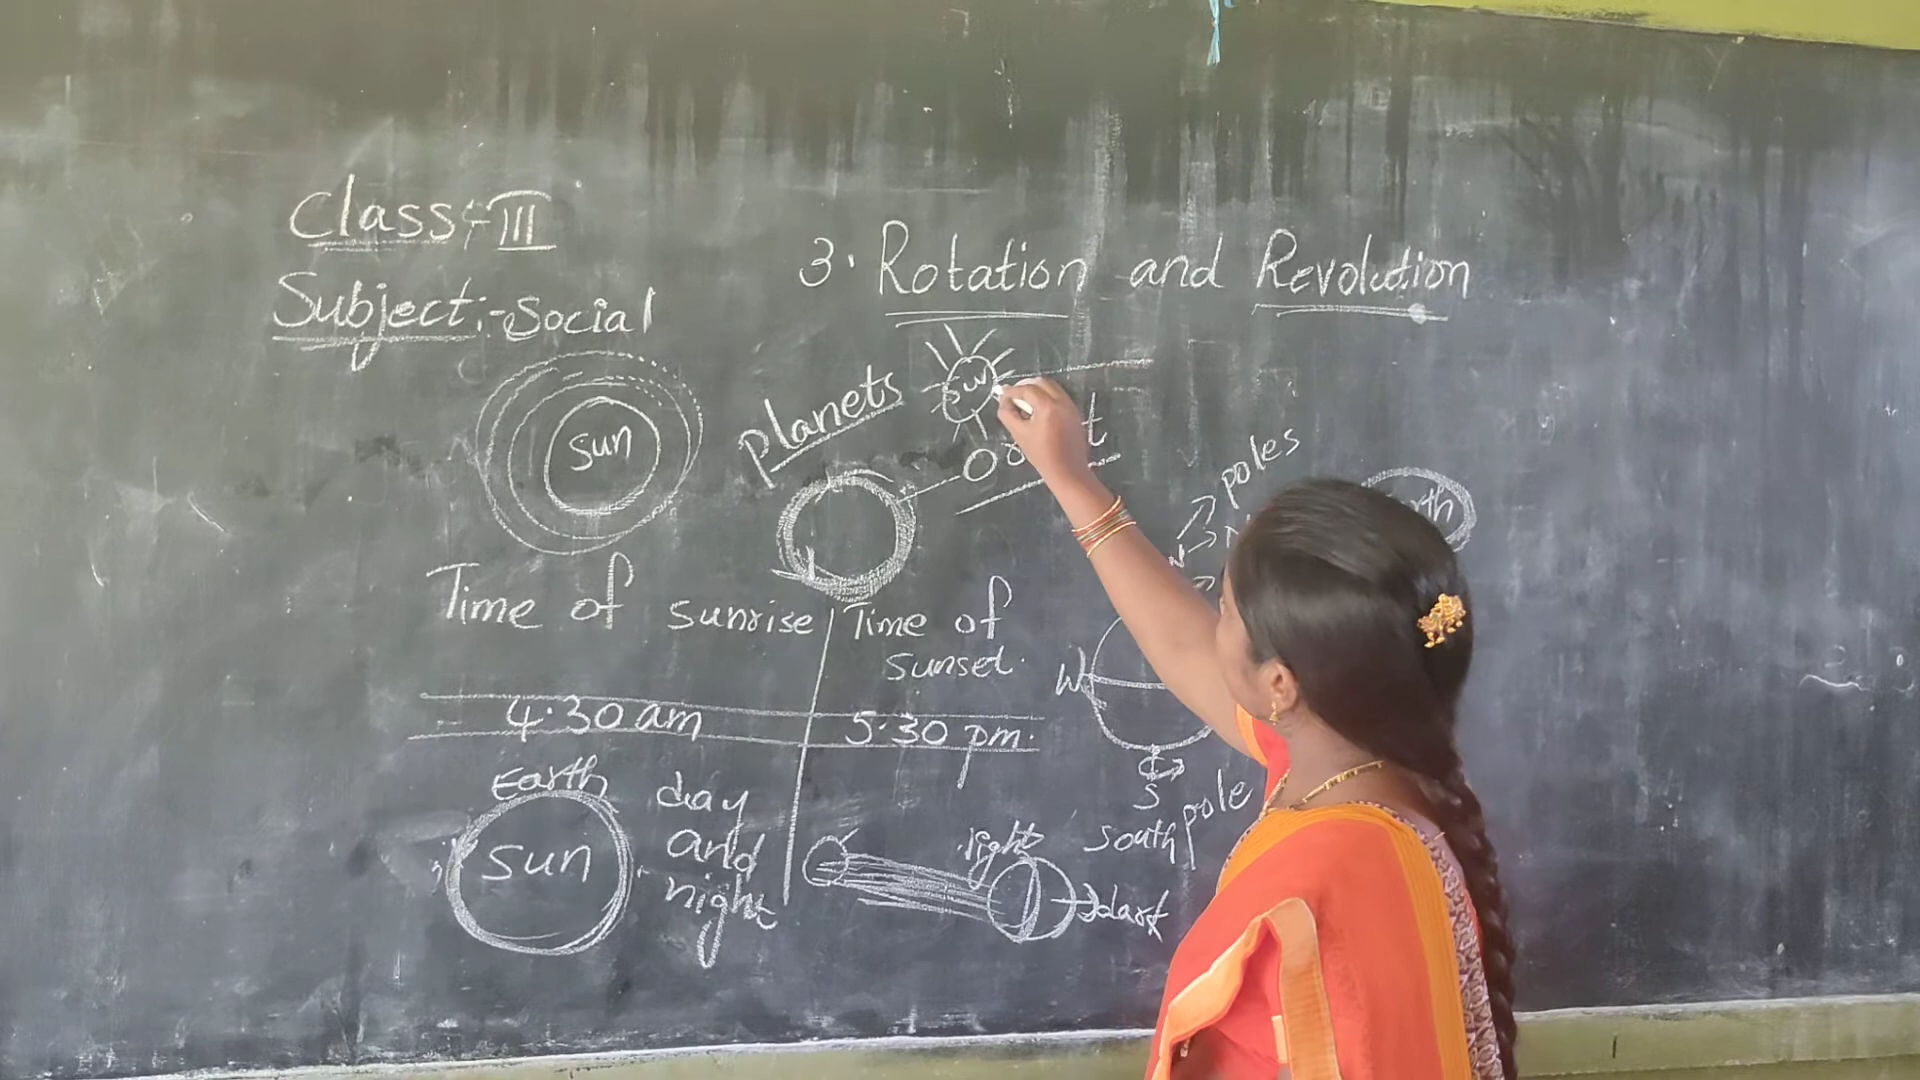 Class:-III
3. Rotation and Revolution
Subject:-Social
sun
planets
sun
poles
Time of sunrise
Time of
sunset.
W
4.30 am
5.30 pm.
Earth
sun
day
and
night
light
dark
S
south pole